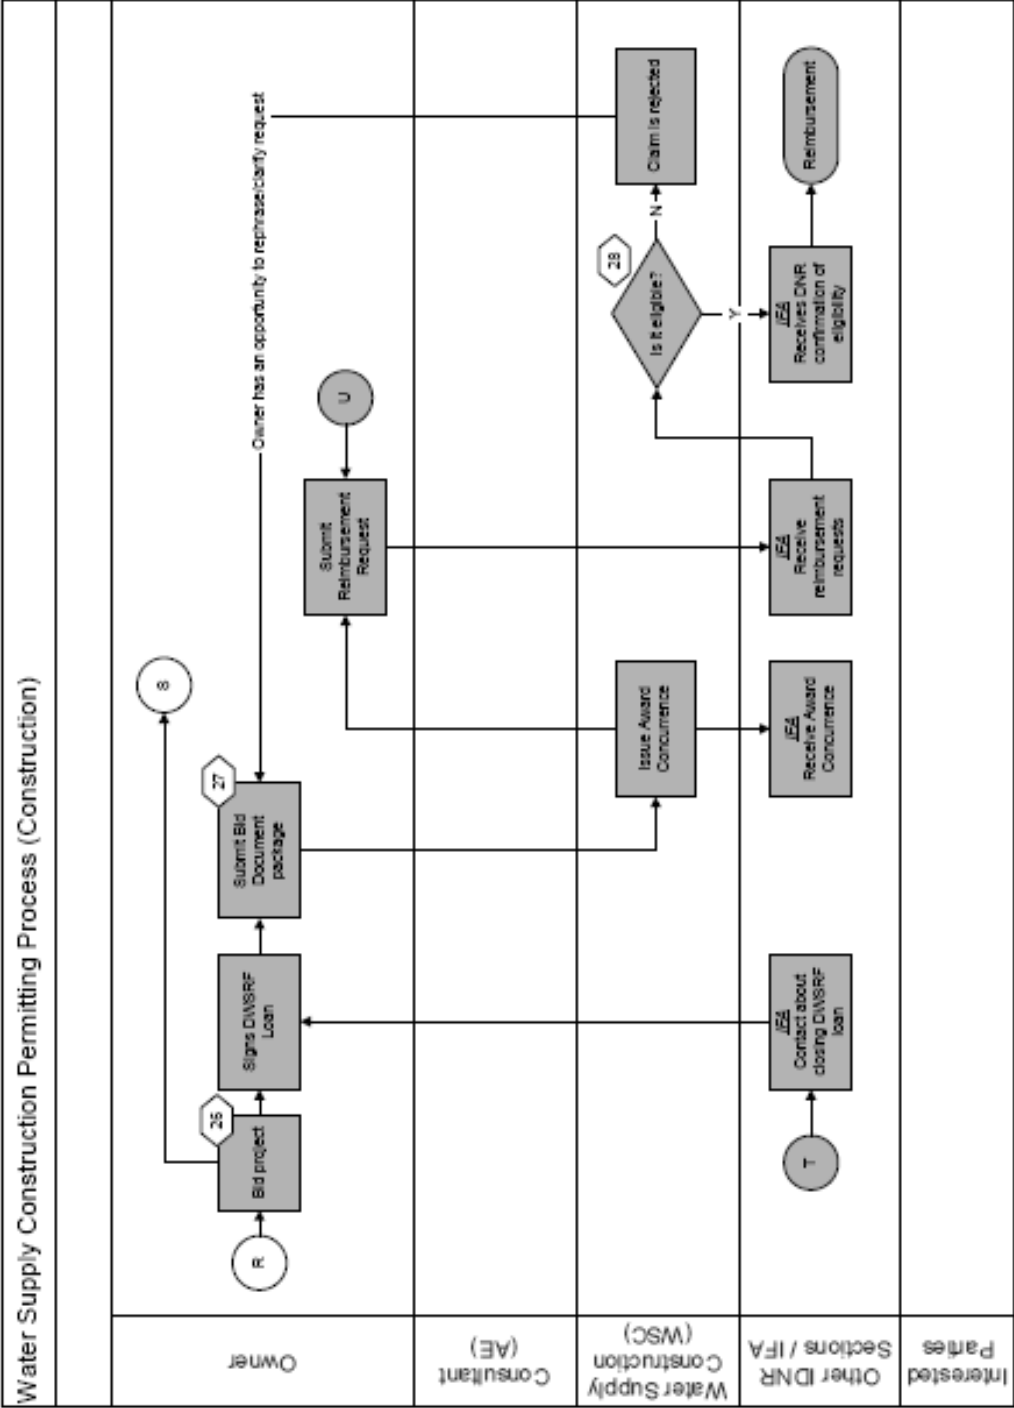 Water Supply Construction Permitting Process (Construction)
Owner
R
Bid project
26
Signs DWSRF
Loan
Submit Bid
Document
package
27
S
Owner has an opportunity to rephrase/clarify request
Submit
Reimbursement
Request
U
Consultant
(AE)
Water Supply
Construction
(WSC)
Issue Award
Concurrence
Is it eligible?
28
N
Claim is rejected
Y
Other IDNR
Sections / IFA
T
IFA
Contact about
closing DWSRF
loan
IFA
Receive Award
Concurrence
IFA
Receive
reimbursement
requests
IFA
Receives DNR
confirmation of
eligibility
Reimbursement
Interested
Parties